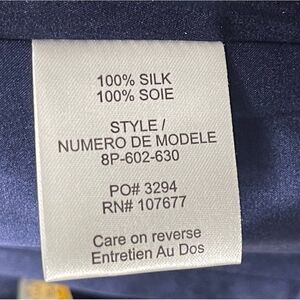 100% SILK
100% SOIE
STYLE /
NUMERO DE MODELE
8P-602-630
PO# 3294
RN# 107677
Care on reverse
Entretien Au Dos